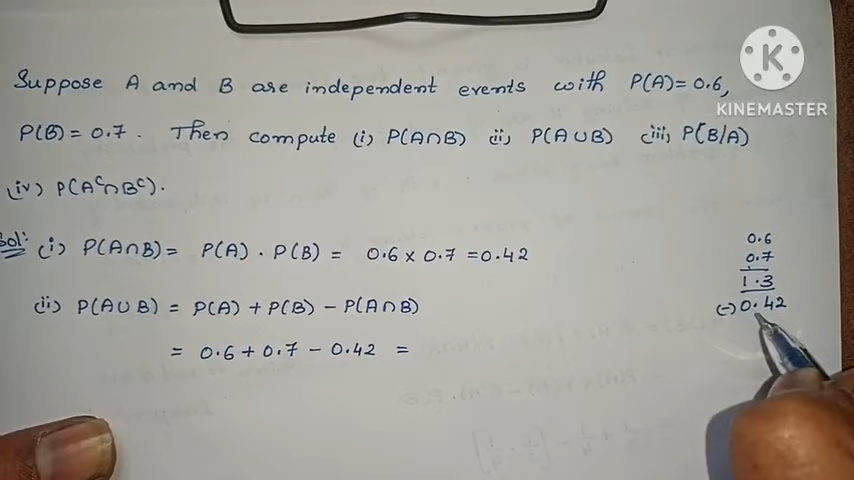 Suppose A and B are independent events with P(A) = 0.6,
P(B) = 0.7. Then compute (i) P(A∩B) (ii) P(A∪B) (iii) P(B/A)
(iv) P(Aᶜ∩Bᶜ).
Sol: (i) P(A∩B) = P(A) . P(B) = 0.6 × 0.7 = 0.42
(ii) P(A∪B) = P(A) + P(B) - P(A∩B)
= 0.6 + 0.7 - 0.42 =
0.6
0.7
1.3
(-) 0.42
K
KINEMASTER